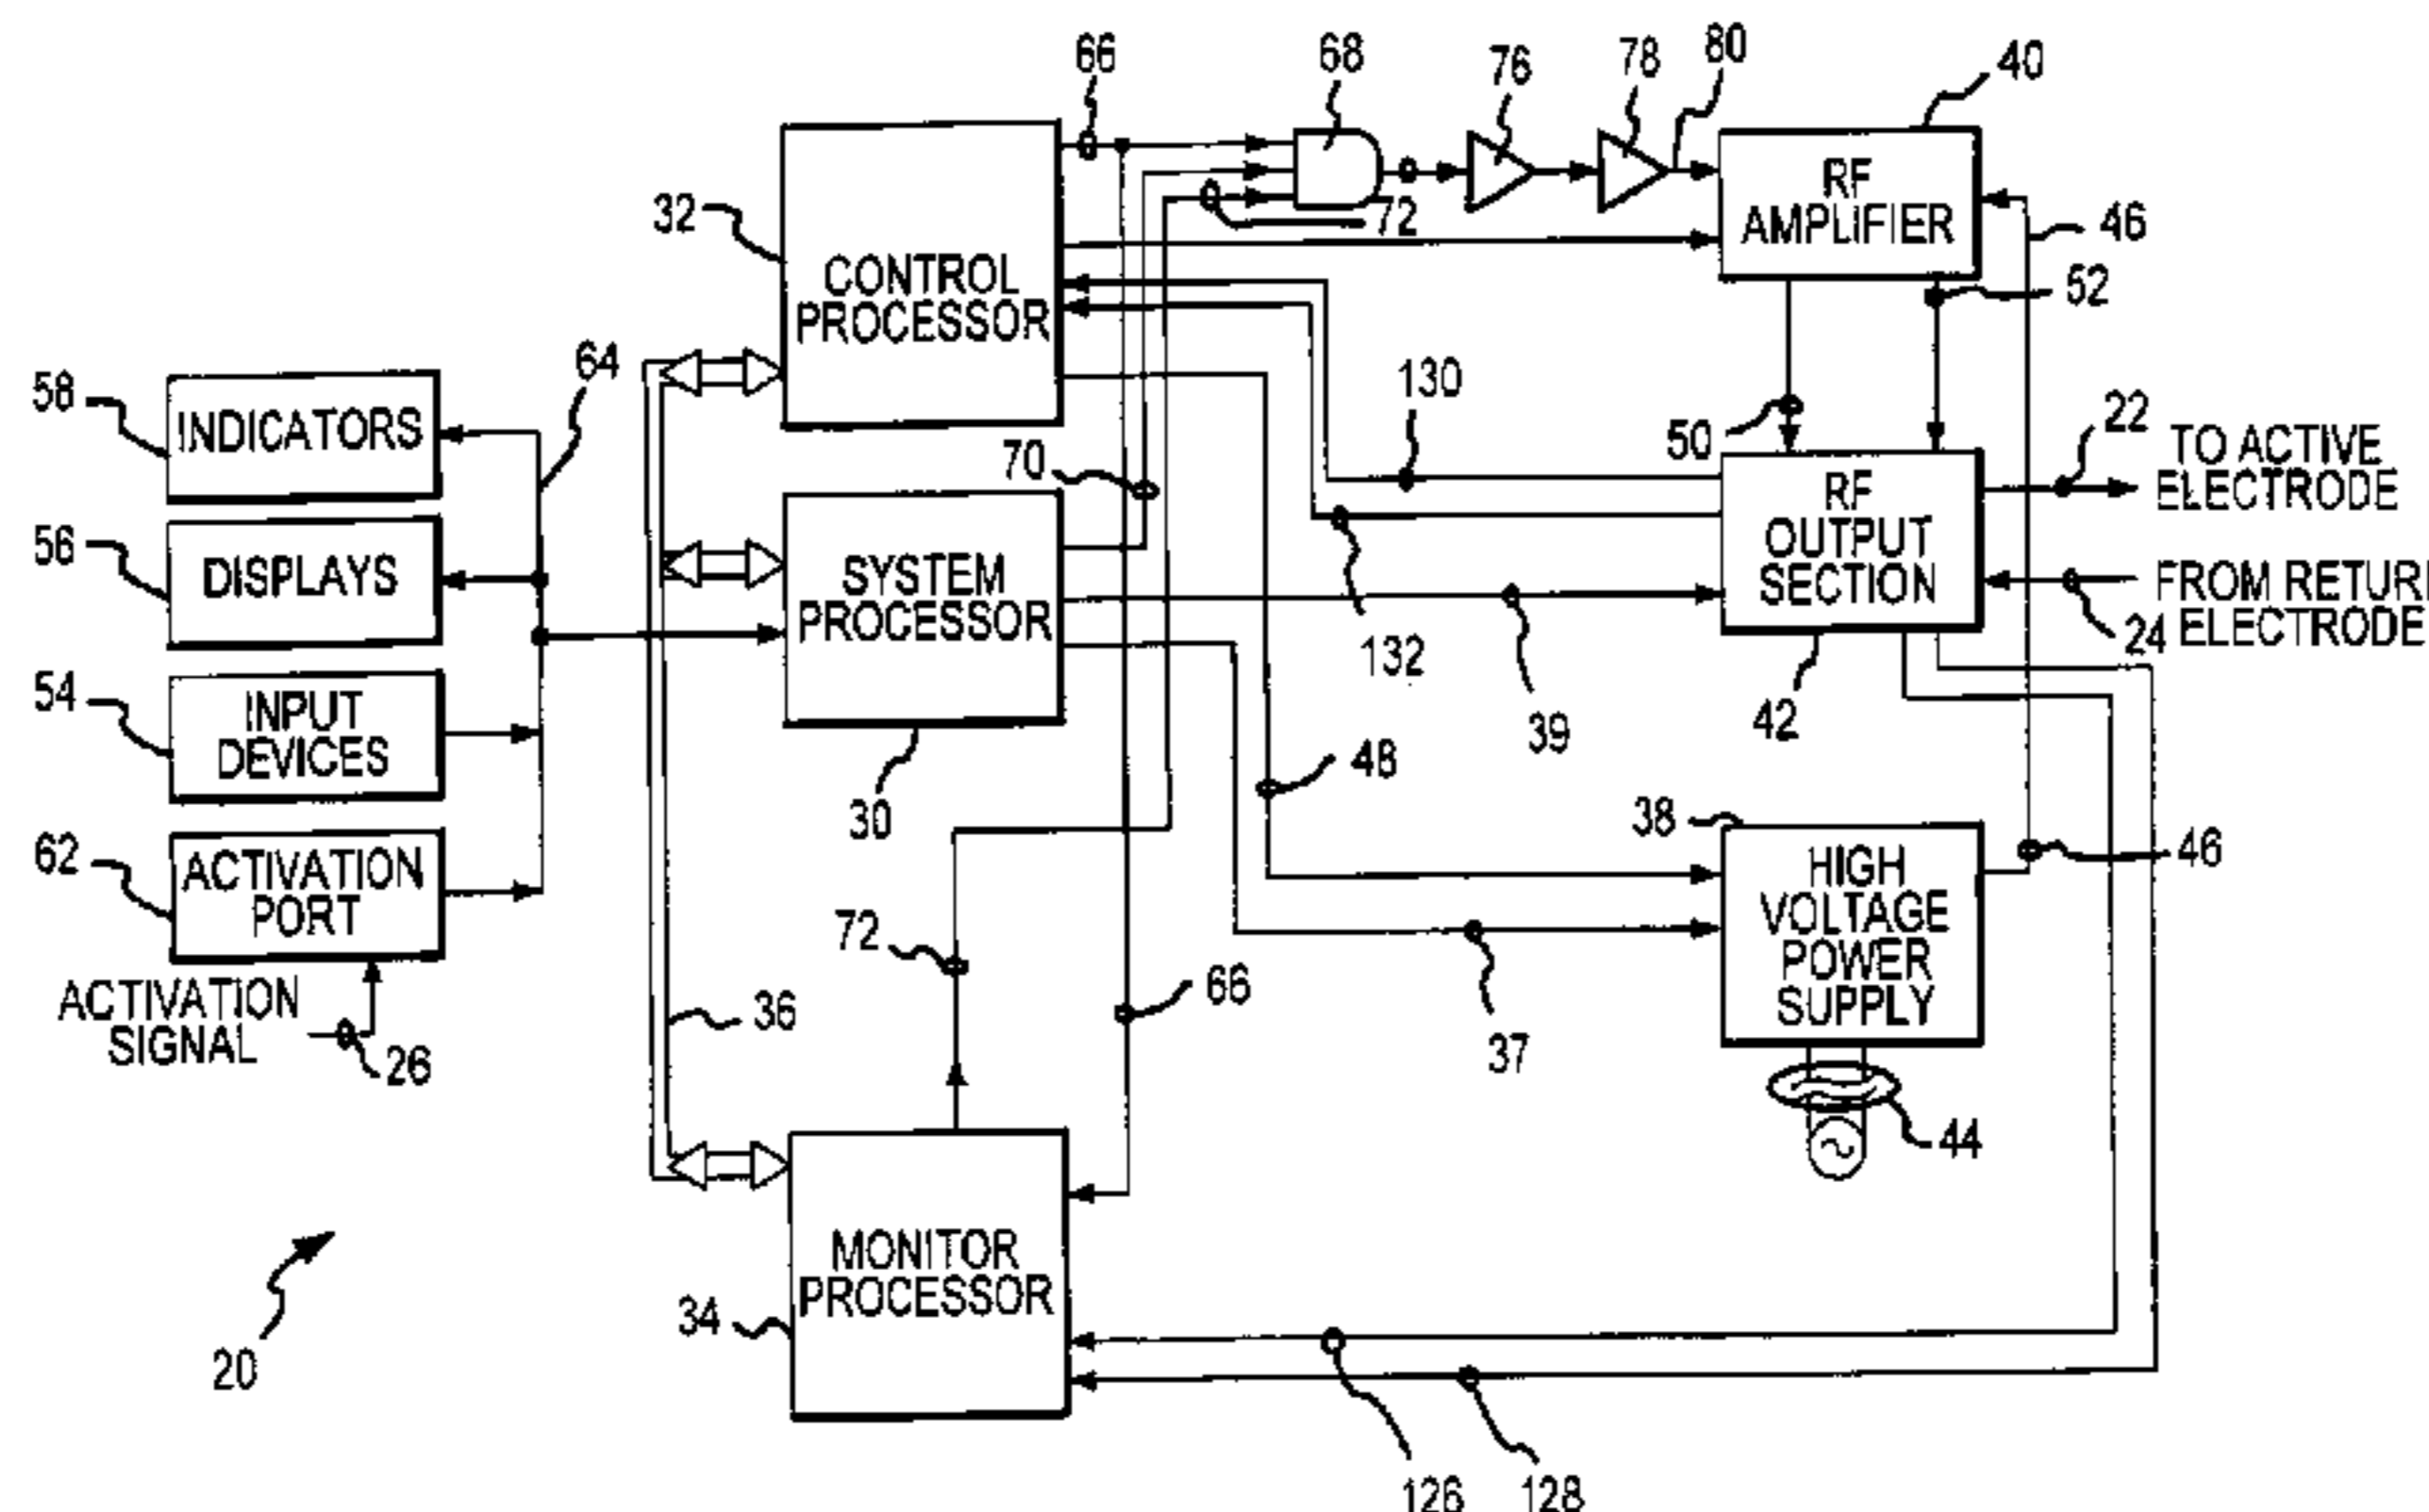 66
68
76
78
80
40
32
CONTROL
PROCESSOR
72
RF
AMPLIFIER
46
52
64
58
INDICATORS
130
50
22
TO ACTIVE
ELECTRODE
70
RF
OUTPUT
SECTION
56
DISPLAYS
SYSTEM
PROCESSOR
FROM RETUR
ELECTRODE
24
132
39
42
54
INPUT
DEVICES
30
48
38
62
ACTIVATION
PORT
HIGH
VOLTAGE
POWER
SUPPLY
46
72
66
37
ACTIVATION
SIGNAL
26
36
44
MONITOR
PROCESSOR
34
20
126
128